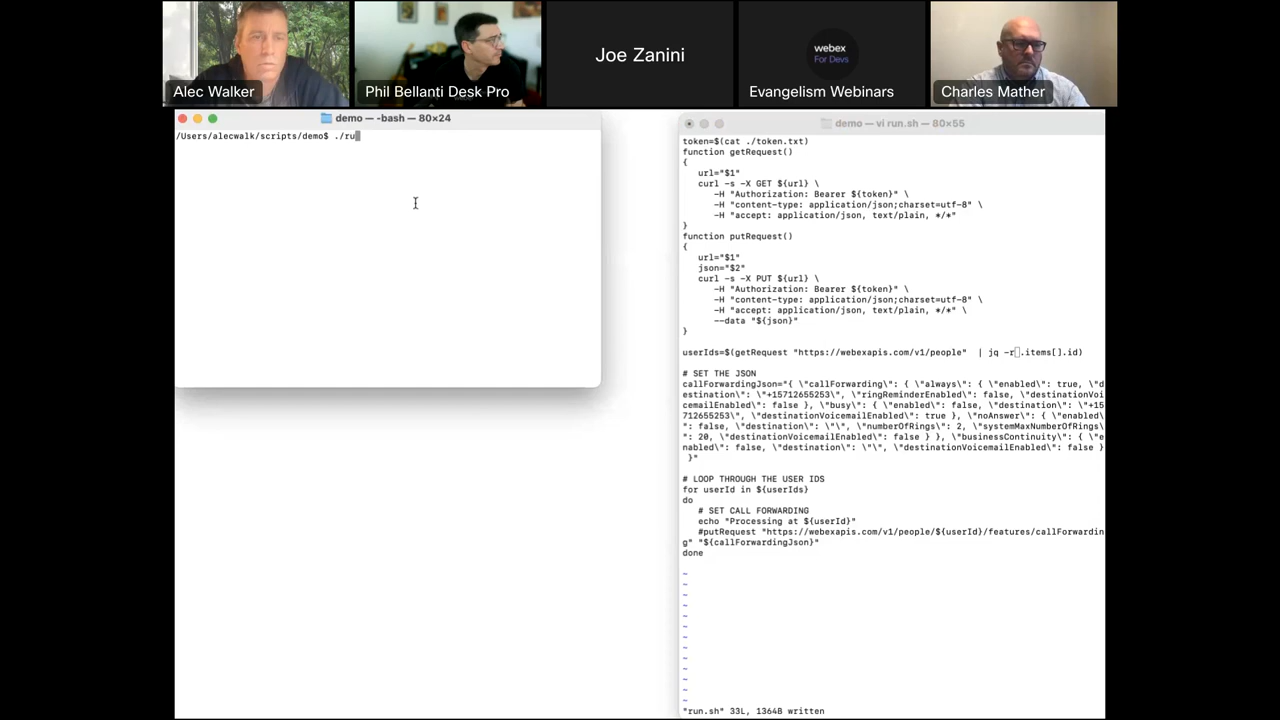 Alec Walker
Phil Bellanti Desk Pro
Joe Zanini
webex
For Devs
Evangelism Webinars
Charles Mather
demo — -bash — 80×24
/Users/alecwalk/scripts/demo$ ./ru
demo — vi run.sh — 80×55
token=$(cat ./token.txt)
function getRequest()
{
url="$1"
curl -s -X GET ${url} \
-H "Authorization: Bearer ${token}" \
-H "content-type: application/json;charset=utf-8" \
-H "accept: application/json, text/plain, */*"
}
function putRequest()
{
url="$1"
json="$2"
curl -s -X PUT ${url} \
-H "Authorization: Bearer ${token}" \
-H "content-type: application/json;charset=utf-8" \
-H "accept: application/json, text/plain, */*" \
--data "${json}"
}
userIds=$(getRequest "https://webexapis.com/v1/people"  | jq -r .items[].id)
# SET THE JSON
callForwardingJson="{ \"callForwarding\": { \"always\": { \"enabled\": true, \"d
estination\": \"+15712655253\", \"ringReminderEnabled\": false, \"destinationVoi
cemailEnabled\": false }, \"busy\": { \"enabled\": false, \"destination\": \"+15
712655253\", \"destinationVoicemailEnabled\": true }, \"noAnswer\": { \"enabled\
": false, \"destination\": \"\", \"numberOfRings\": 2, \"systemMaxNumberOfRings\
": 20, \"destinationVoicemailEnabled\": false } }, \"businessContinuity\": { \"e
nabled\": false, \"destination\": \"\", \"destinationVoicemailEnabled\": false }
}"
# LOOP THROUGH THE USER IDS
for userId in ${userIds}
do
# SET CALL FORWARDING
echo "Processing at ${userId}"
#putRequest "https://webexapis.com/v1/people/${userId}/features/callForwardin
g" "${callForwardingJson}"
done
~
~
~
~
~
~
~
~
~
~
~
~
~
"run.sh" 33L, 1364B written